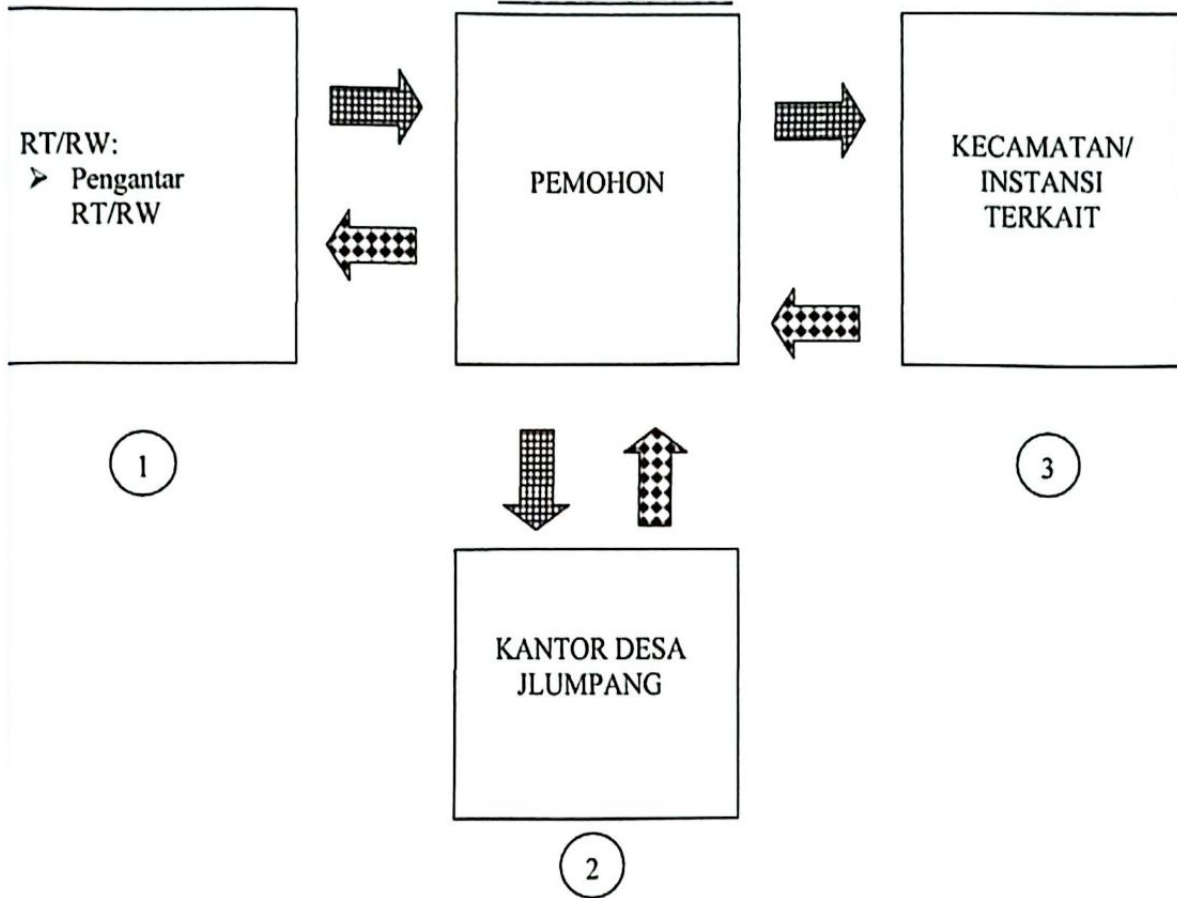 RT/RW:
➤ Pengantar
RT/RW
PEMOHON
KECAMATAN/
INSTANSI
TERKAIT
1
3
KANTOR DESA
JLUMPANG
2